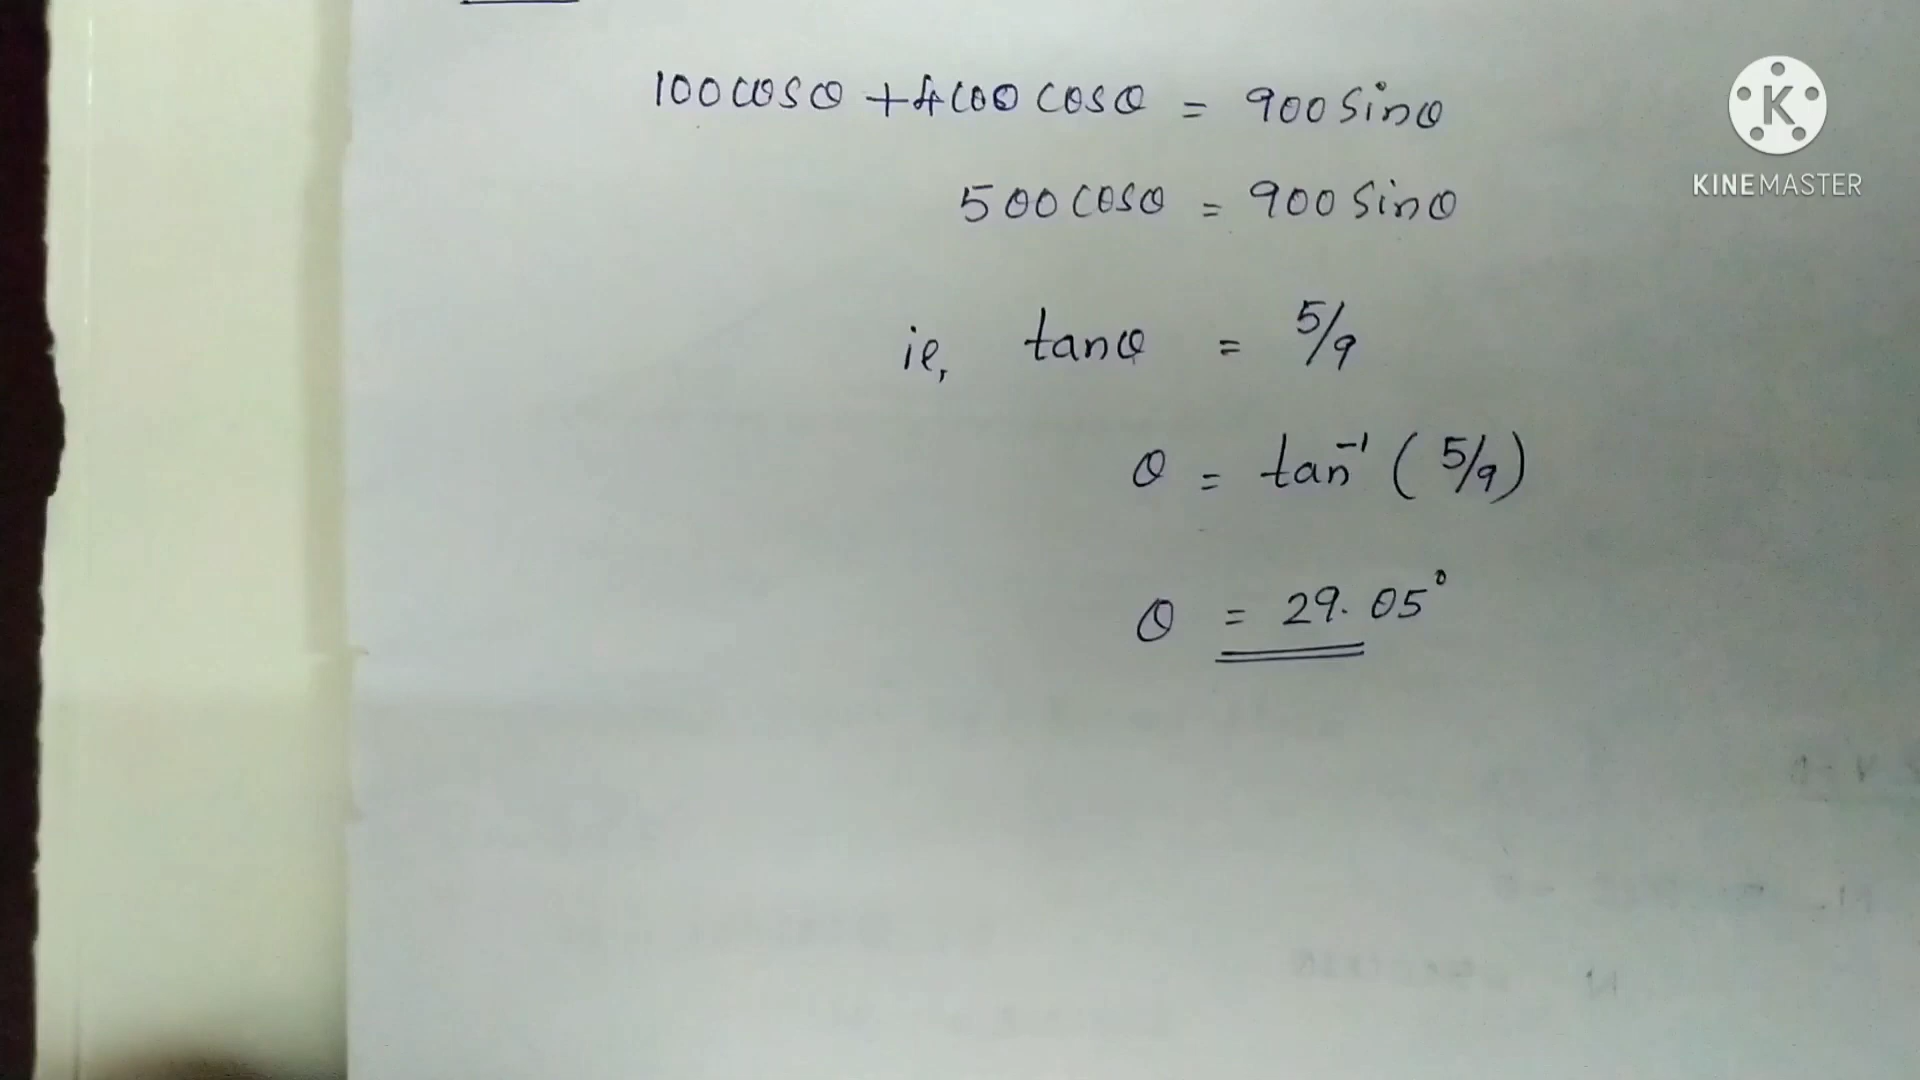 100cosθ + 400 cosθ = 900 sinθ
500 cosθ = 900 sinθ
ie, tanθ = 5/9
θ = tan⁻¹ ( 5/9)
θ = 29.05°
K
KINEMASTER